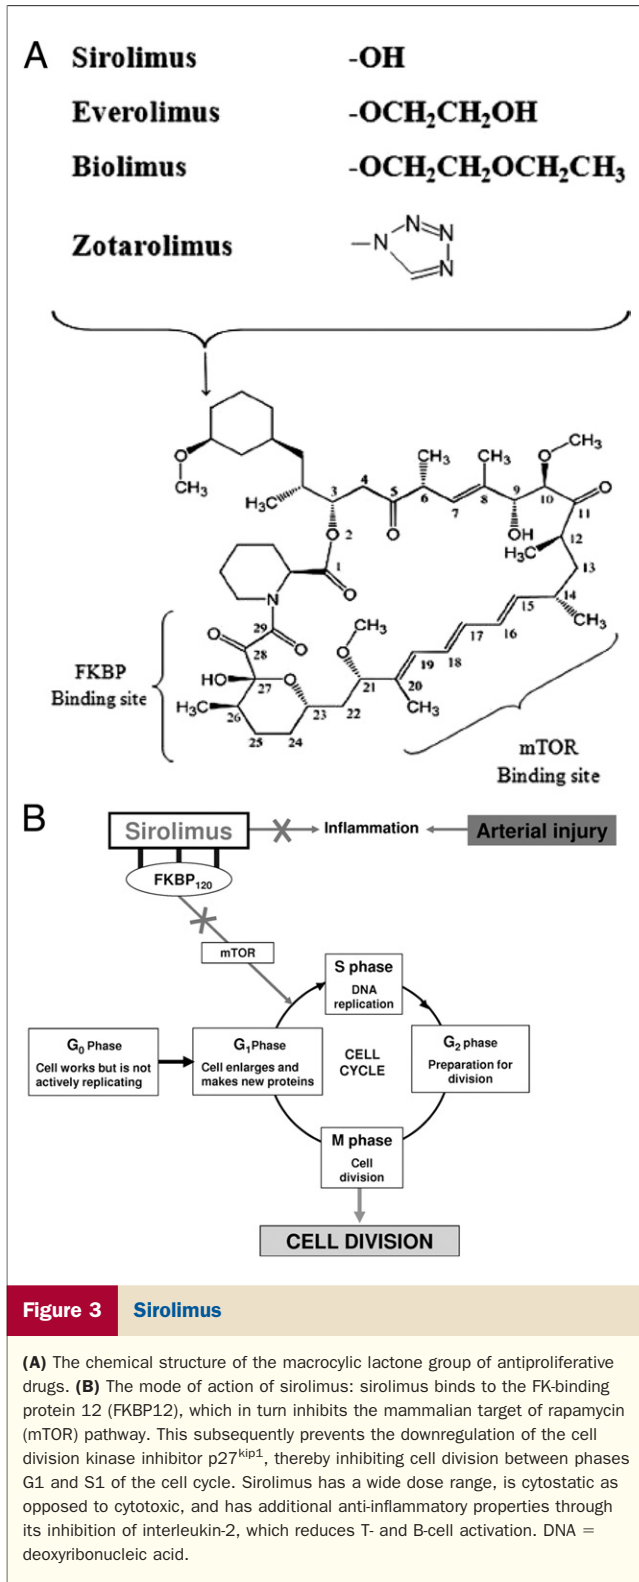 A
Sirolimus -OH
Everolimus -OCH₂CH₂OH
Biolimus -OCH₂CH₂OCH₂CH₃
Zotarolimus
N
N
N
N
O
CH₃
H₃C
3
4
5
6
CH₃
7
8
CH₃
9
10
O
CH₃
11
O
O
2
O
OH
H₃C
12
13
14
CH₃
15
16
17
18
19
20
CH₃
21
O
CH₃
22
23
24
25
26
H₃C
27
HO
O
28
O
29
O
N
1
O
FKBP
Binding site
mTOR
Binding site
B
Sirolimus
Inflammation
Arterial injury
FKBP₁₂₀
mTOR
S phase
DNA
replication
G₀ Phase
Cell works but is not
actively replicating
G₁Phase
Cell enlarges and
makes new proteins
CELL
CYCLE
G₂ phase
Preparation for
division
M phase
Cell
division
CELL DIVISION
Figure 3 Sirolimus
(A) The chemical structure of the macrocylic lactone group of antiproliferative
drugs. (B) The mode of action of sirolimus: sirolimus binds to the FK-binding
protein 12 (FKBP12), which in turn inhibits the mammalian target of rapamycin
(mTOR) pathway. This subsequently prevents the downregulation of the cell
division kinase inhibitor p27ᵏⁱᵖ¹, thereby inhibiting cell division between phases
G1 and S1 of the cell cycle. Sirolimus has a wide dose range, is cytostatic as
opposed to cytotoxic, and has additional anti-inflammatory properties through
its inhibition of interleukin-2, which reduces T- and B-cell activation. DNA =
deoxyribonucleic acid.